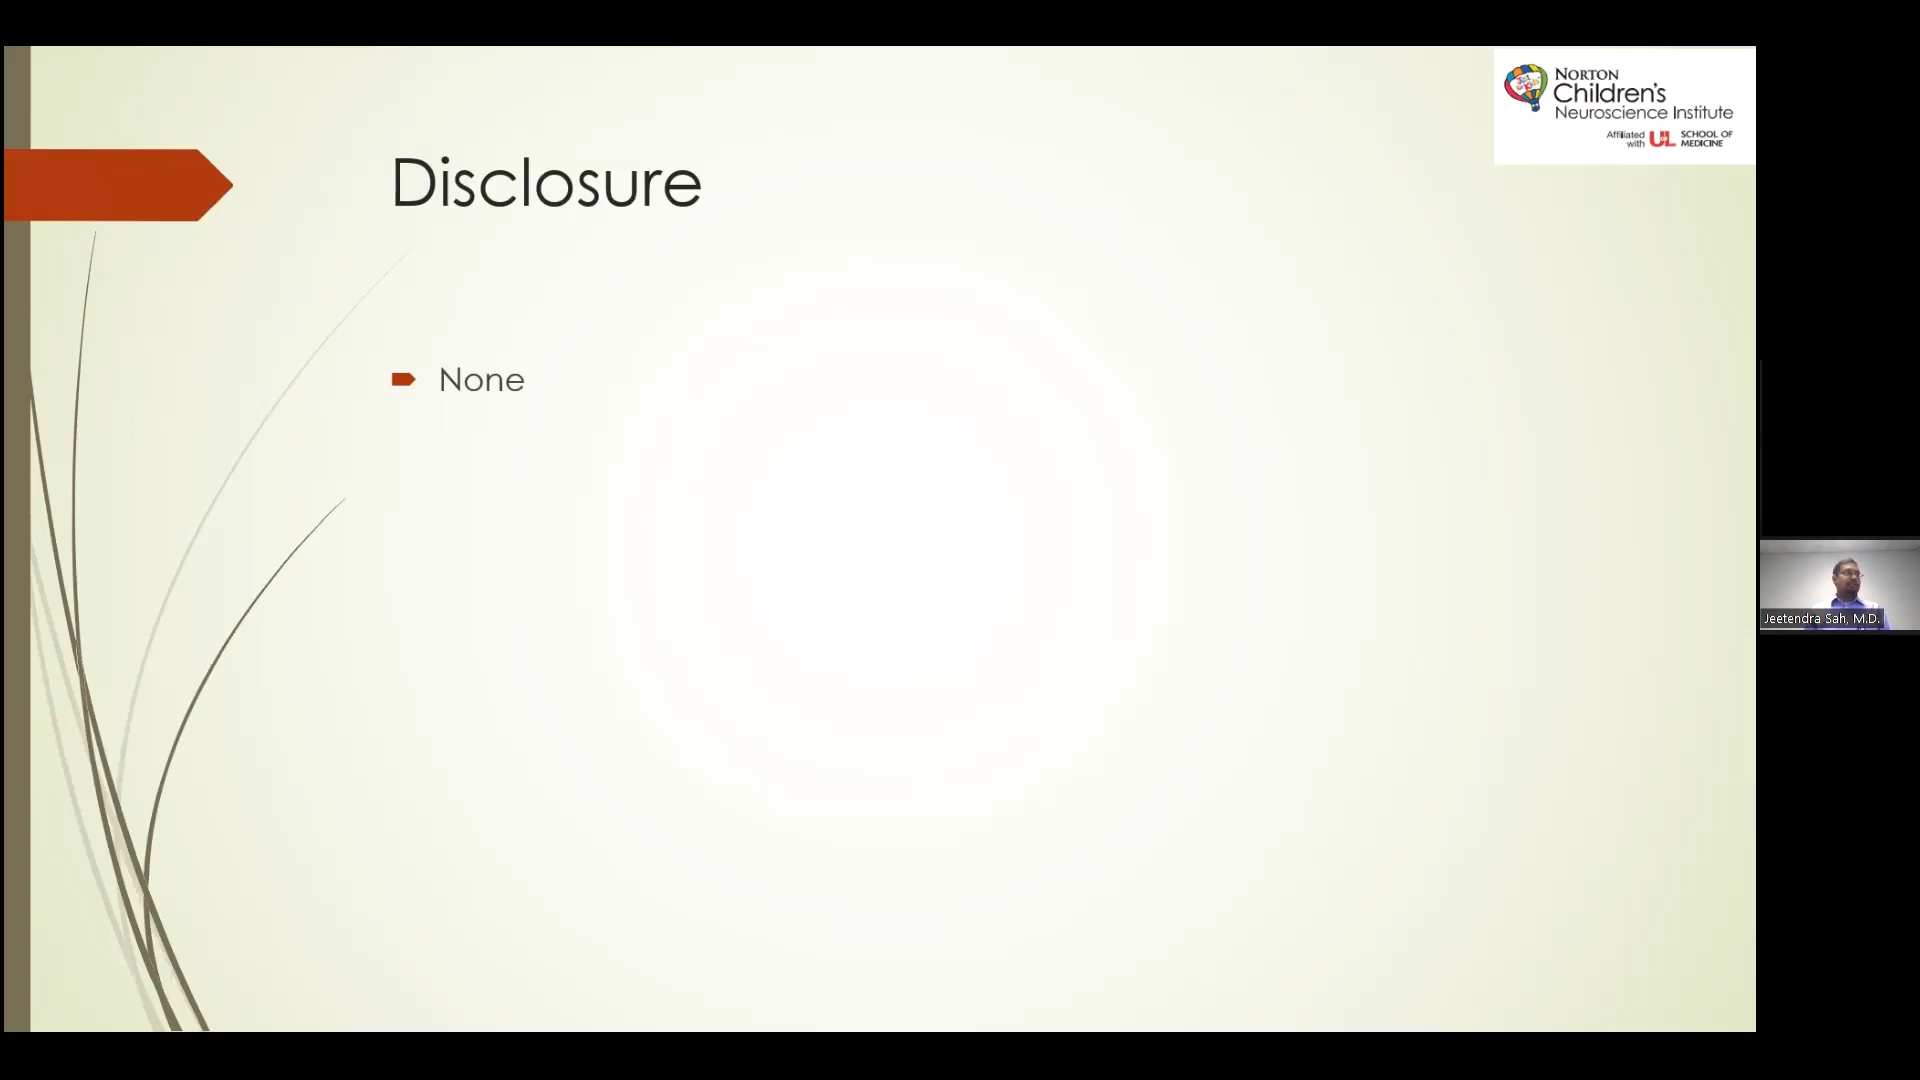 NORTON
Children's
Neuroscience Institute
Affiliated
with UL SCHOOL OF
MEDICINE
Disclosure
None
Jeetendra Sah, M.D.